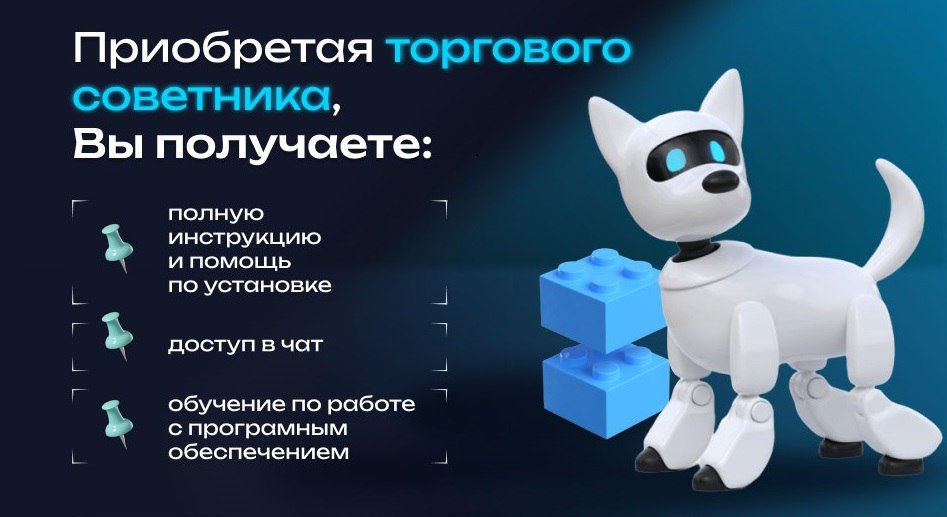 Приобретая торгового
советника,
Вы получаете:
полную
инструкцию
и помощь
по установке
доступ в чат
обучение по работе
с програмным
обеспечением